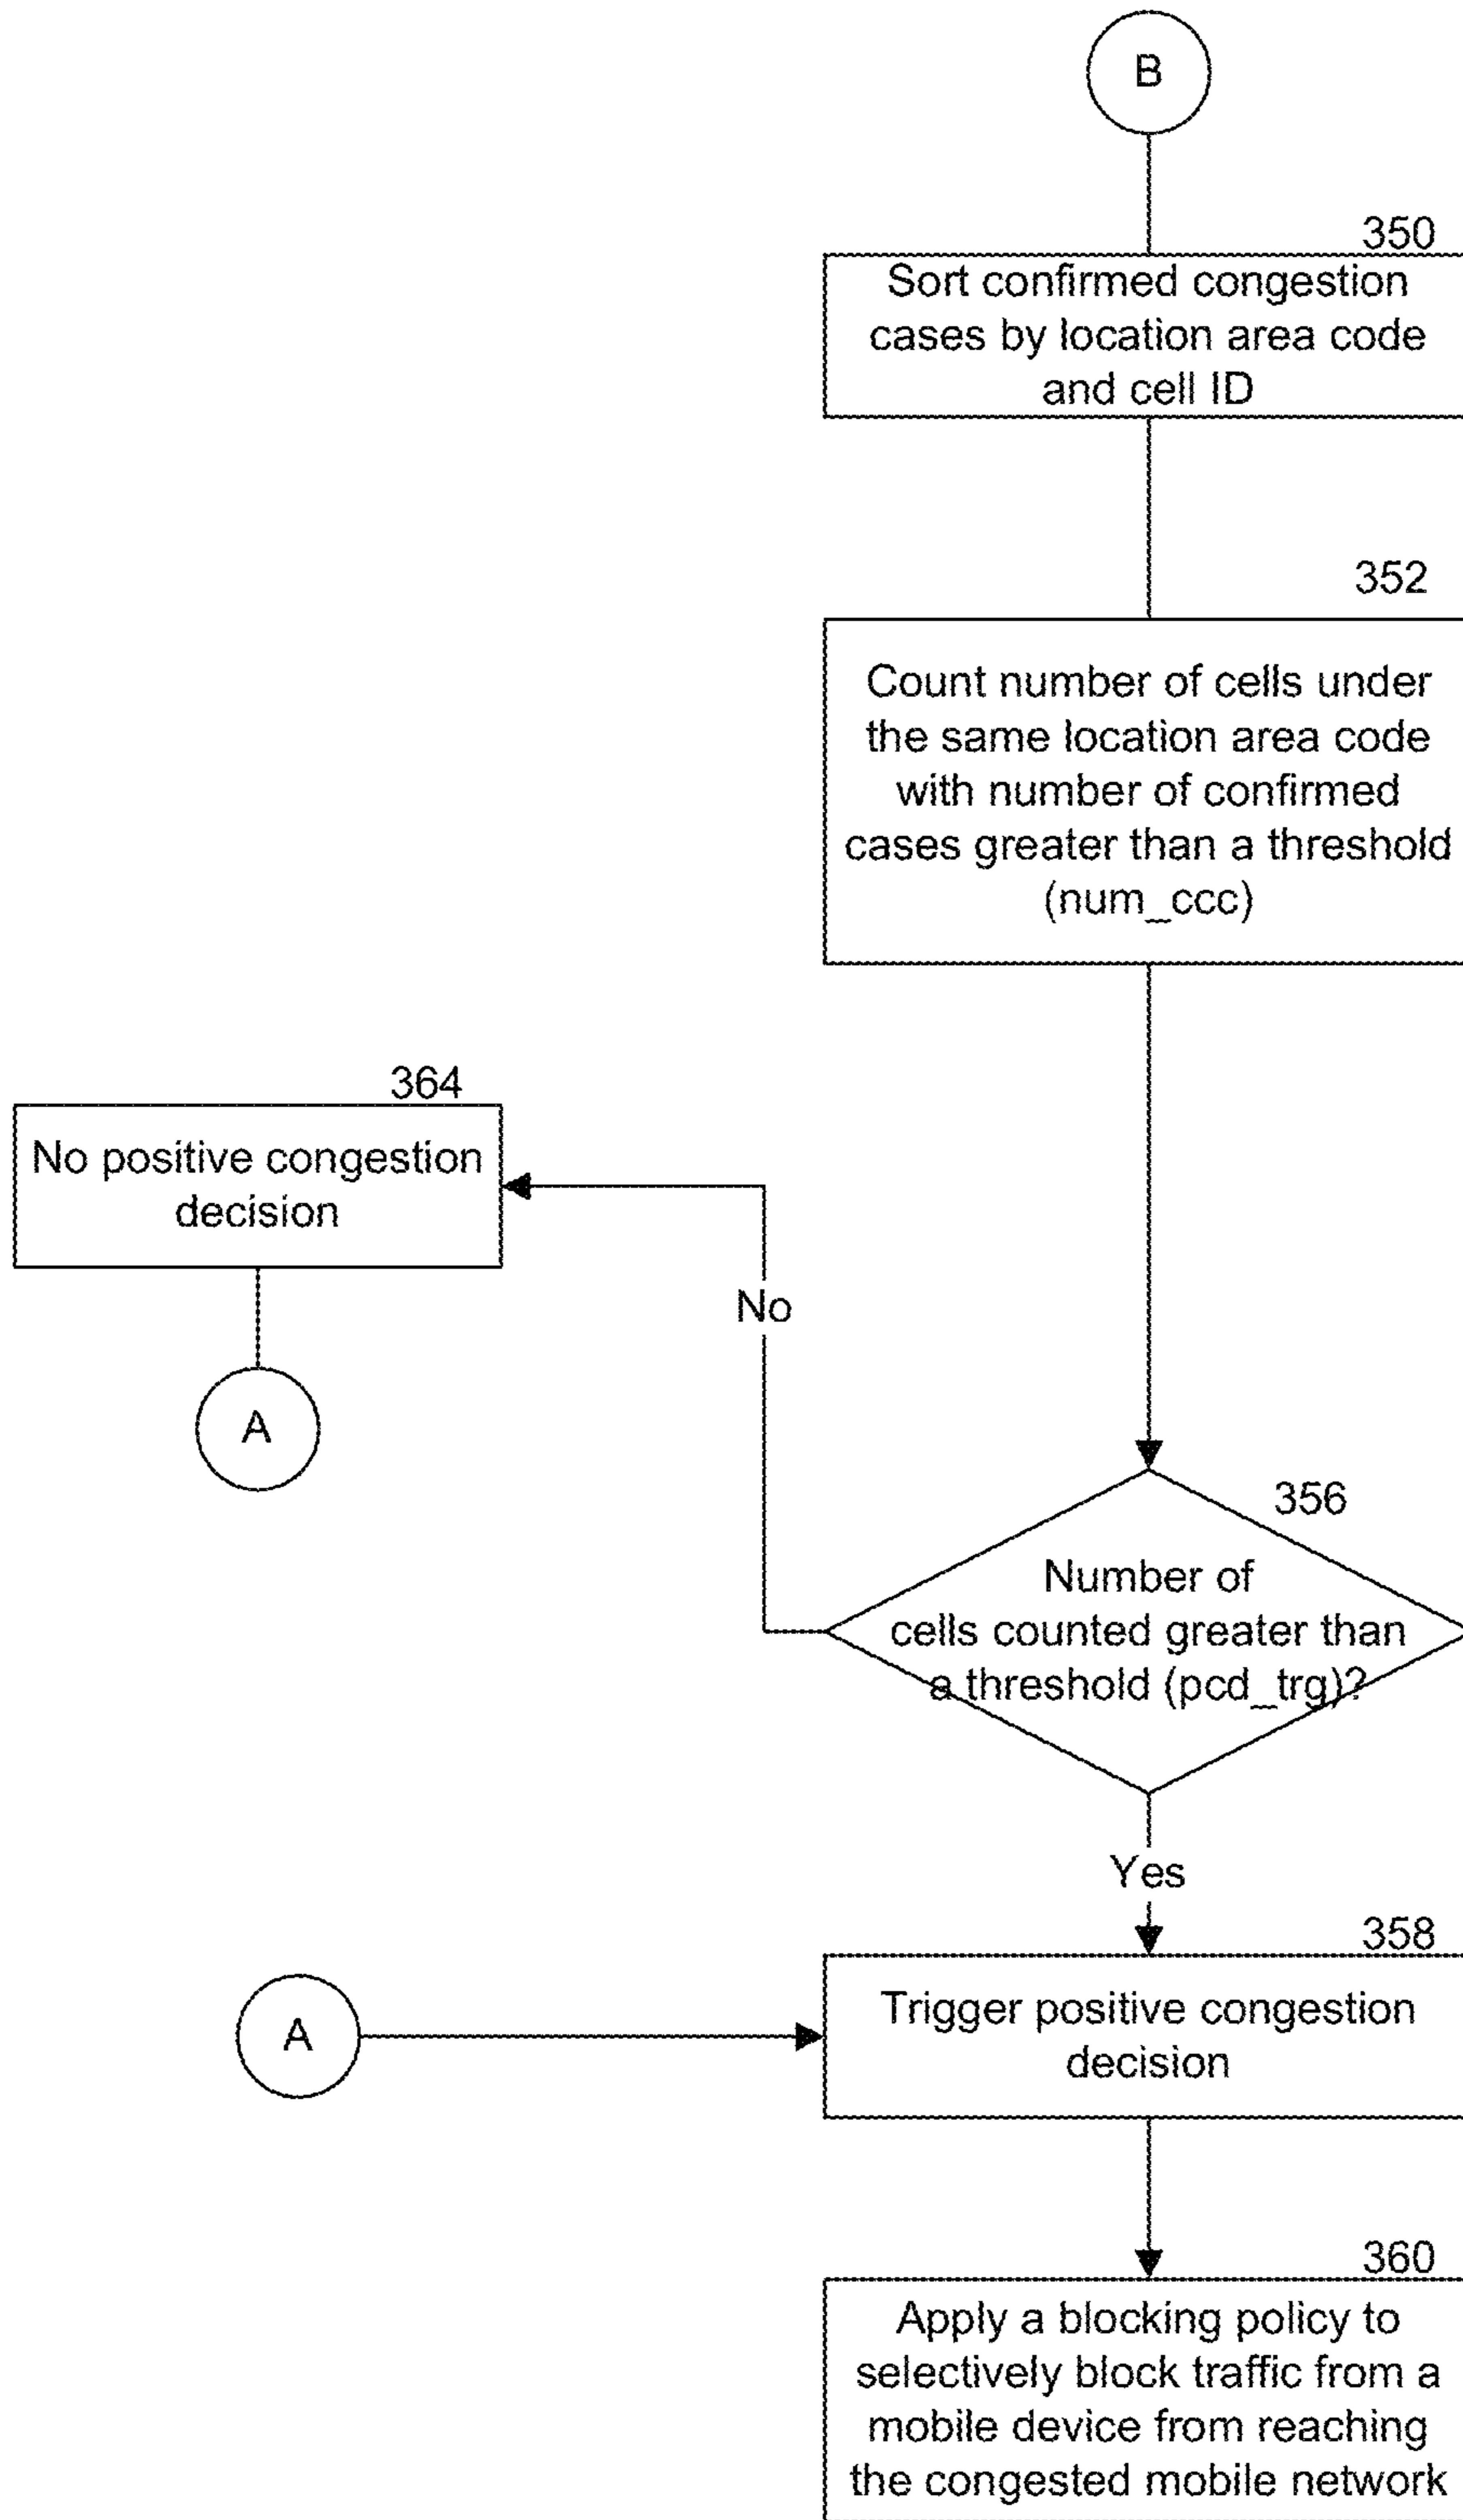 B
350
Sort confirmed congestion
cases by location area code
and cell ID
352
Count number of cells under
the same location area code
with number of confirmed
cases greater than a threshold
(num_ccc)
364
No positive congestion
decision
No
A
356
Number of
cells counted greater than
a threshold (pcd_trg)?
Yes
358
A
Trigger positive congestion
decision
360
Apply a blocking policy to
selectively block traffic from a
mobile device from reaching
the congested mobile network